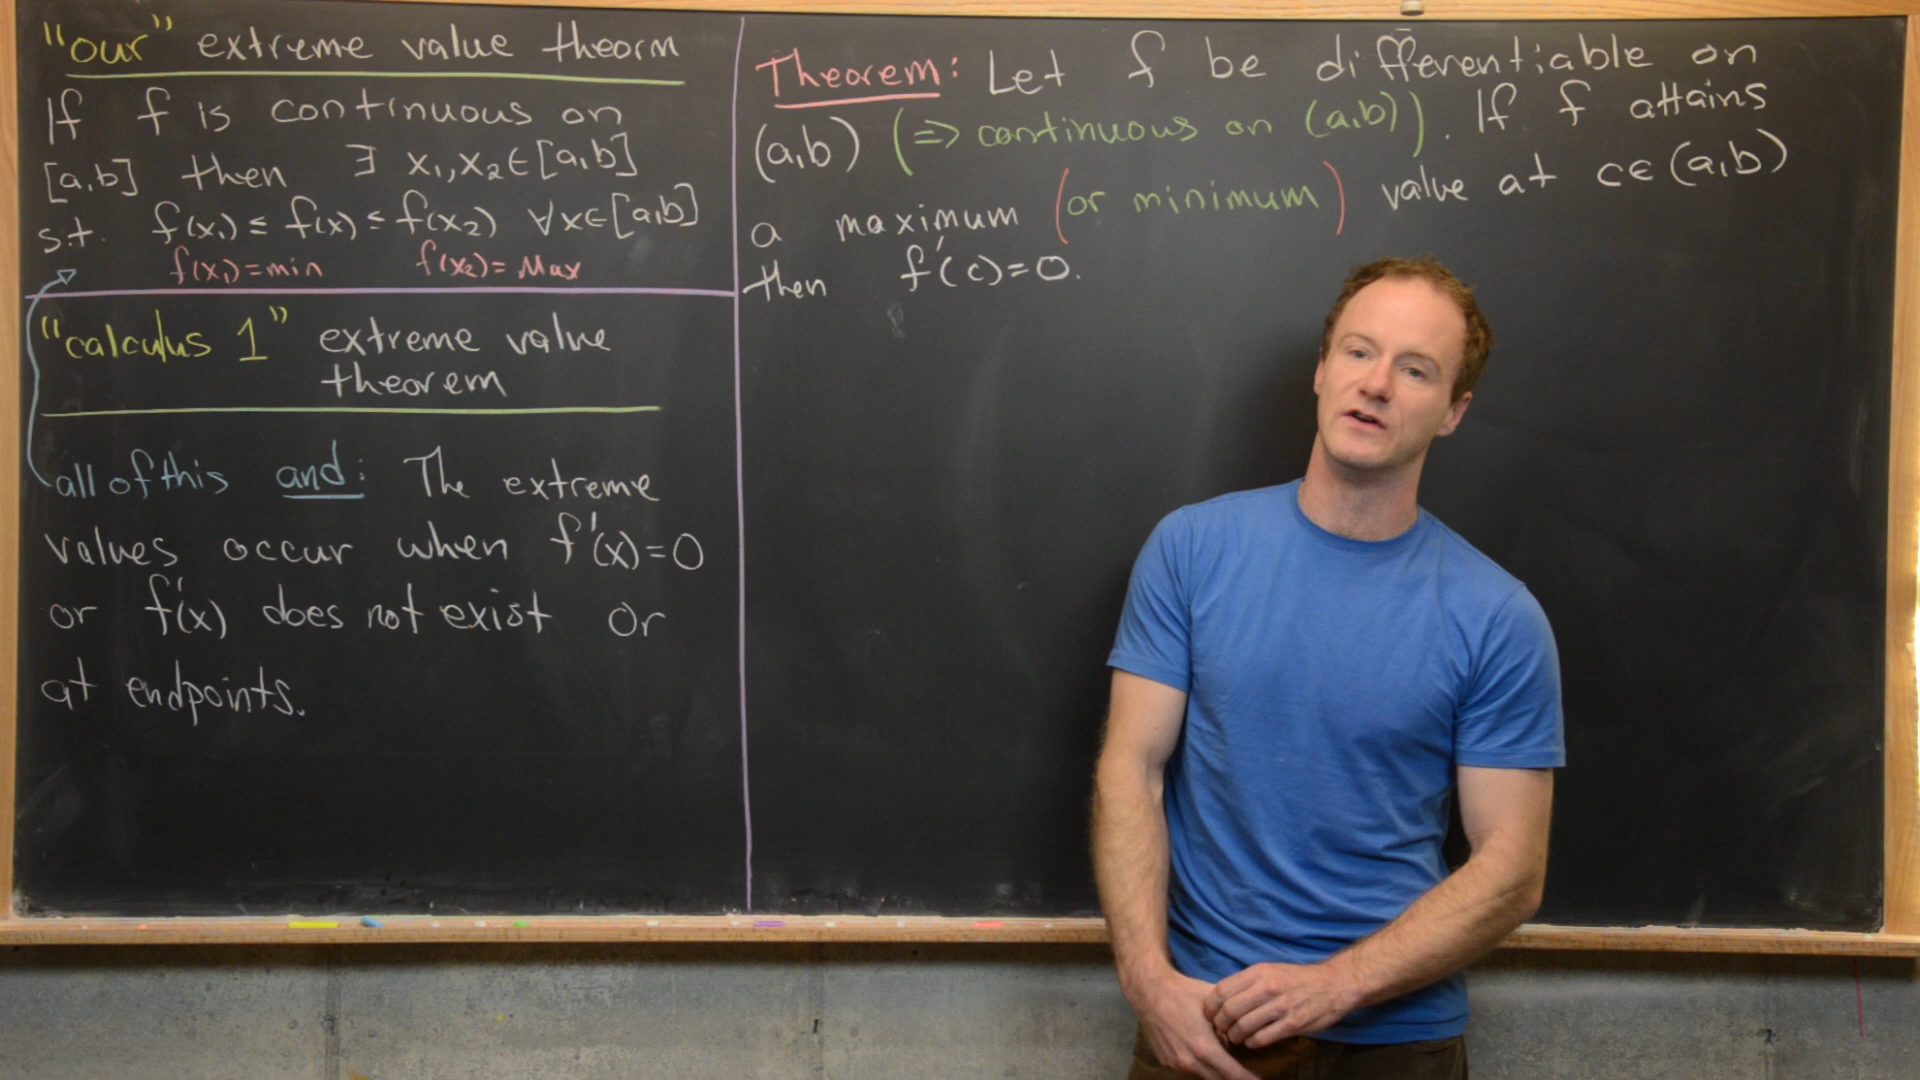 "our" extreme value theorm
If f is continuous on
[a,b] then ∃ x₁,x₂∈[a,b]
s.t. f(x₁) ≤ f(x) ≤ f(x₂) ∀x∈[a,b]
f(x₁)=min f(x₂)= Max
"calculus 1" extreme value
theorem
all of this and: The extreme
values occur when f'(x)=0
or f'(x) does not exist or
at endpoints.
Theorem: Let f be differentiable on
(a,b) (⇒ continuous on (a,b)). If f attains
a maximum (or minimum) value at c∈(a,b)
then f'(c)=0.